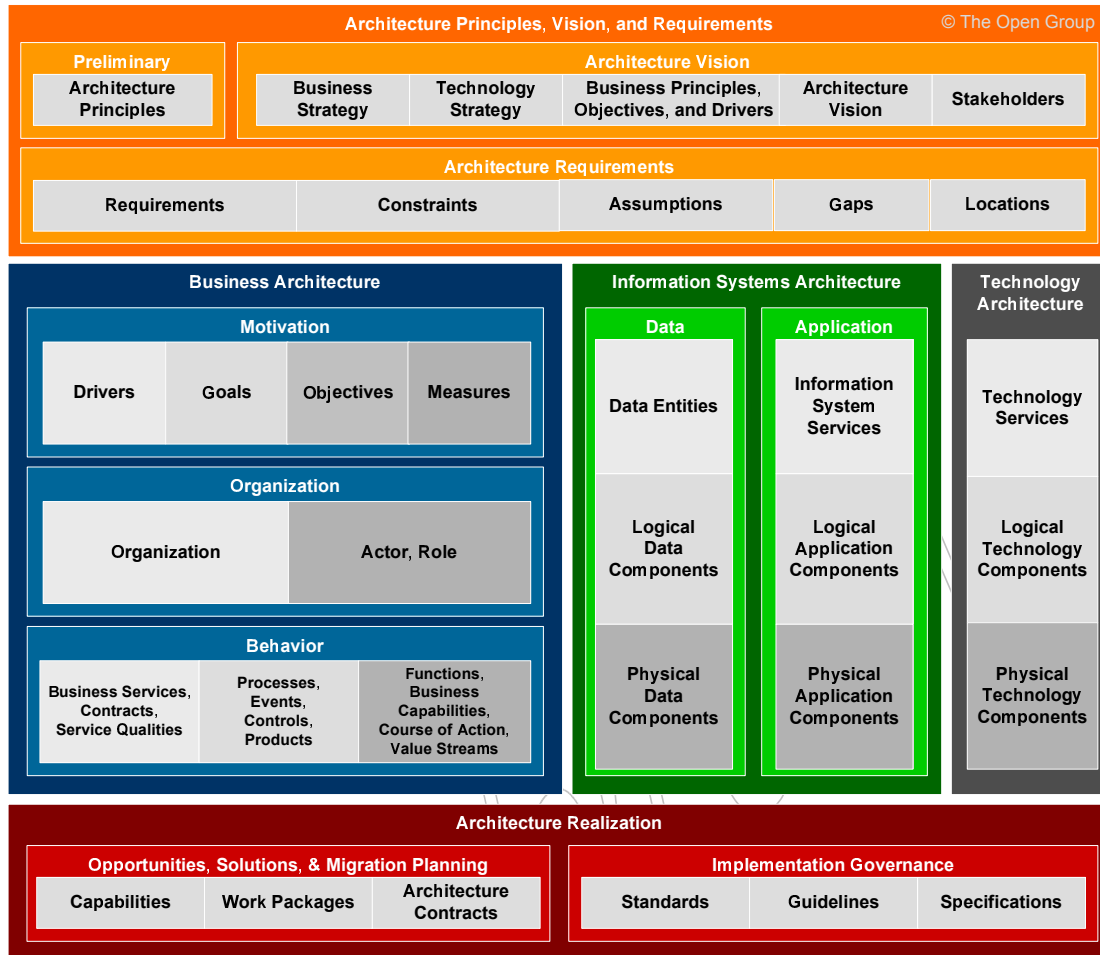 Architecture Principles, Vision, and Requirements
© The Open Group
Preliminary
Architecture
Principles
Architecture Vision
Business
Strategy
Technology
Strategy
Business Principles,
Objectives, and Drivers
Architecture
Vision
Stakeholders
Architecture Requirements
Requirements
Constraints
Assumptions
Gaps
Locations
Business Architecture
Motivation
Drivers
Goals
Objectives
Measures
Organization
Organization
Actor, Role
Behavior
Business Services,
Contracts,
Service Qualities
Processes,
Events,
Controls,
Products
Functions,
Business
Capabilities,
Course of Action,
Value Streams
Information Systems Architecture
Data
Data Entities
Logical
Data
Components
Physical
Data
Components
Application
Information
System
Services
Logical
Application
Components
Physical
Application
Components
Technology
Architecture
Technology
Services
Logical
Technology
Components
Physical
Technology
Components
Architecture Realization
Opportunities, Solutions, & Migration Planning
Capabilities
Work Packages
Architecture
Contracts
Implementation Governance
Standards
Guidelines
Specifications